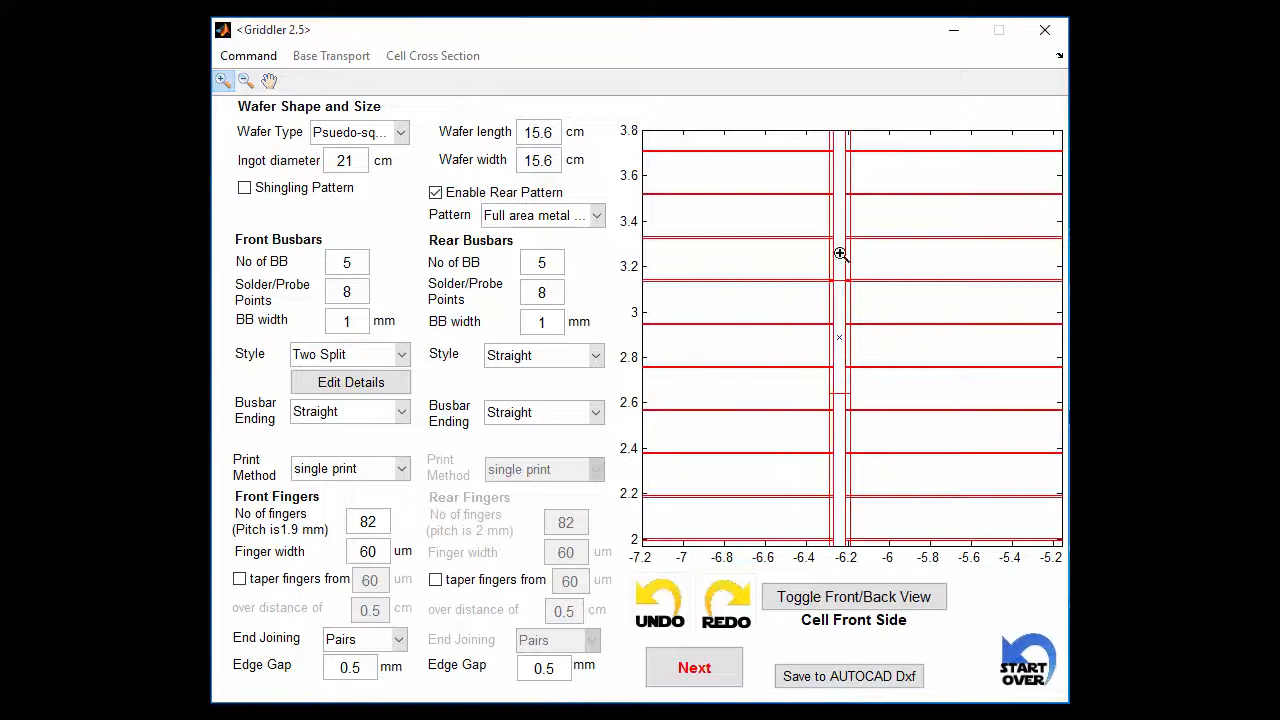 <Griddler 2.5>
Command Base Transport Cell Cross Section
Wafer Shape and Size
Wafer Type Psuedo-sq...
Ingot diameter 21 cm
Shingling Pattern
Wafer length 15.6 cm
Wafer width 15.6 cm
Enable Rear Pattern
Pattern Full area metal ...
Front Busbars
No of BB 5
Solder/Probe
Points 8
BB width 1 mm
Style Two Split
Edit Details
Busbar
Ending Straight
Print
Method single print
Rear Busbars
No of BB 5
Solder/Probe
Points 8
BB width 1 mm
Style Straight
Busbar
Ending Straight
Print
Method single print
Front Fingers
No of fingers
(Pitch is1.9 mm) 82
Finger width 60 um
taper fingers from 60 um
over distance of 0.5 cm
End Joining Pairs
Edge Gap 0.5 mm
Rear Fingers
No of fingers
(pitch is 2 mm) 82
Finger width 60 um
taper fingers from 60 um
over distance of 0.5 cm
End Joining Pairs
Edge Gap 0.5 mm
3.8
3.6
3.4
3.2
3
2.8
2.6
2.4
2.2
2
-7.2 -7 -6.8 -6.6 -6.4 -6.2 -6 -5.8 -5.6 -5.4 -5.2
UNDO REDO
Toggle Front/Back View
Cell Front Side
Next
Save to AUTOCAD Dxf
START
OVER